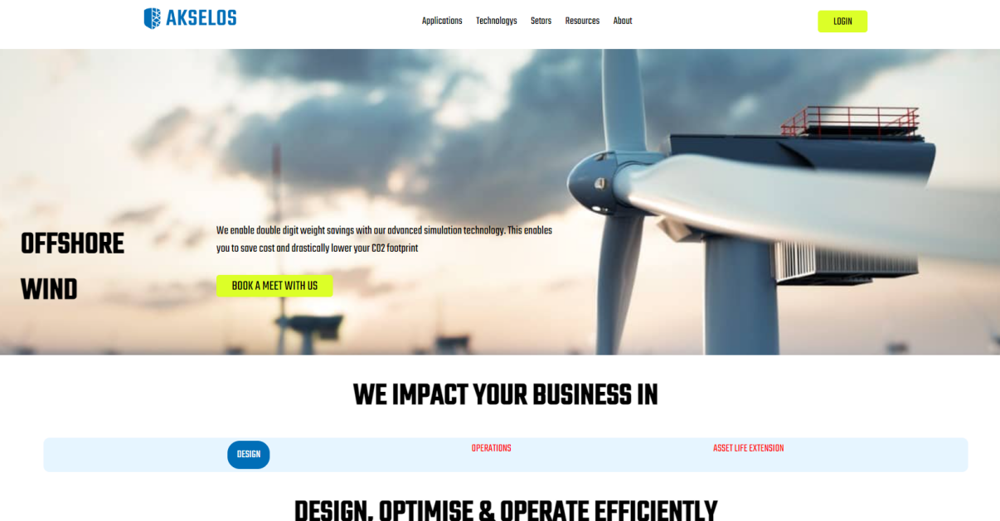 AKSELOS
Applications Technologys Setors Resources About
LOGIN
OFFSHORE
WIND
We enable double digit weight savings with our advanced simulation technology. This enables
you to save cost and drastically lower your CO2 footprint
BOOK A MEET WITH US
WE IMPACT YOUR BUSINESS IN
DESIGN OPERATIONS ASSET LIFE EXTENSION
DESIGN, OPTIMISE & OPERATE EFFICIENTLY